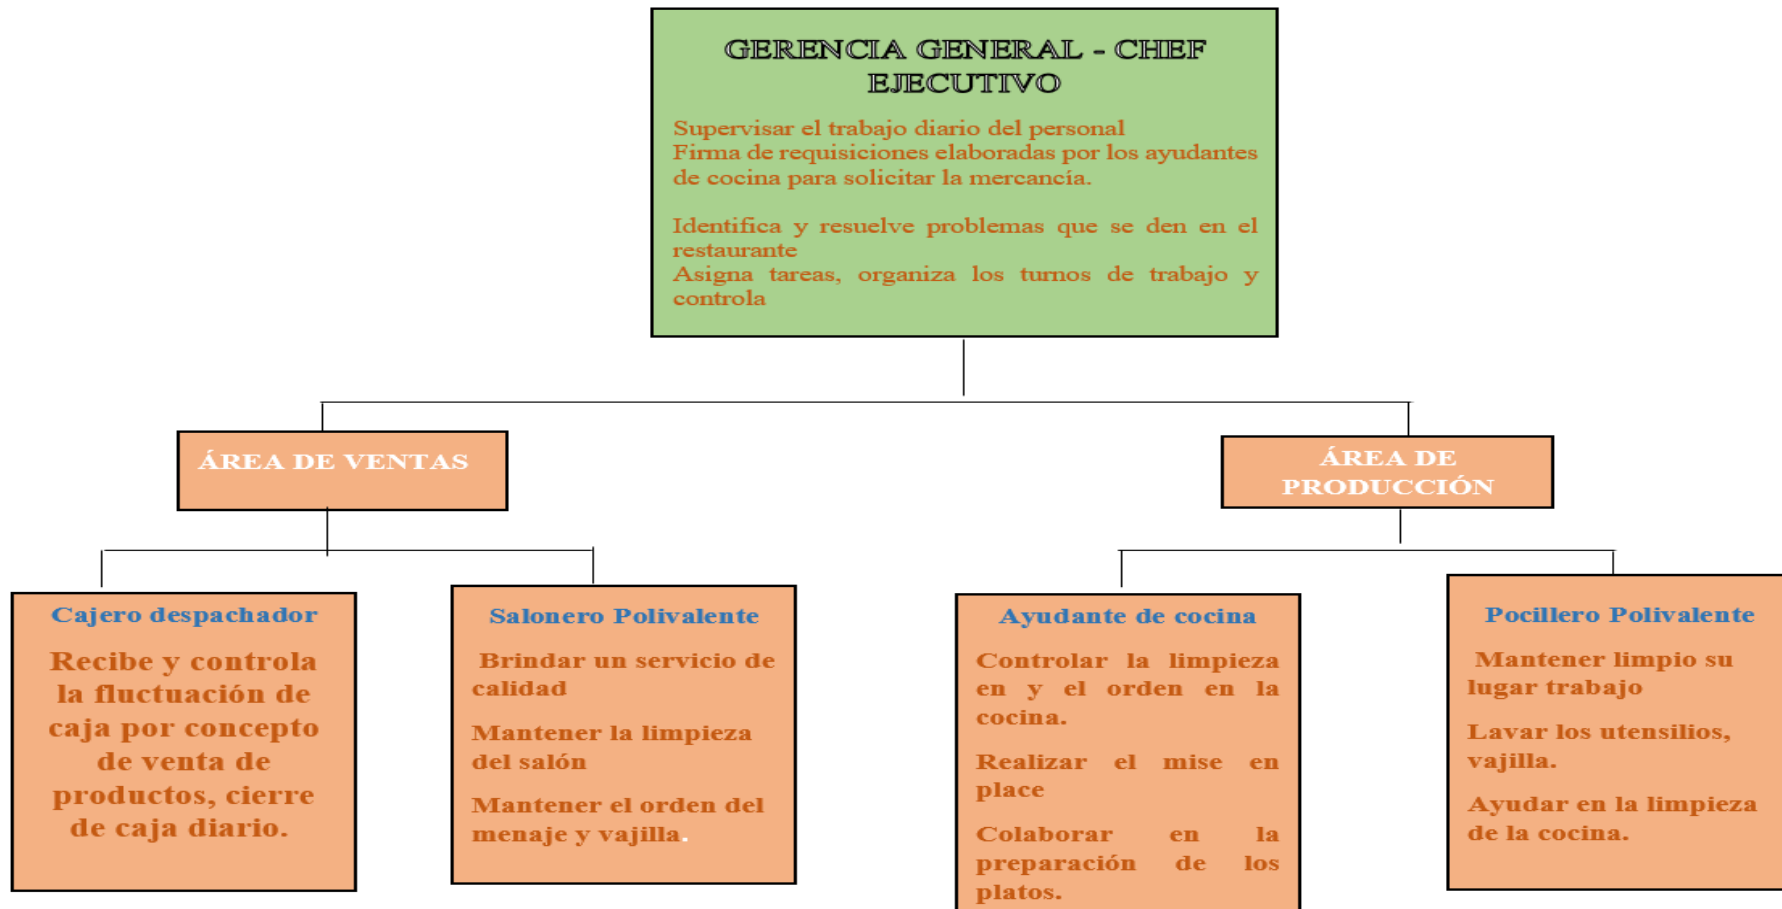 GERENCIA GENERAL - CHEF
EJECUTIVO
Supervisar el trabajo diario del personal
Firma de requisiciones elaboradas por los ayudantes
de cocina para solicitar la mercancía.
Identifica y resuelve problemas que se den en el
restaurante
Asigna tareas, organiza los turnos de trabajo y
controla
ÁREA DE VENTAS
ÁREA DE
PRODUCCIÓN
Cajero despachador
Recibe y controla
la fluctuación de
caja por concepto
de venta de
productos, cierre
de caja diario.
Salonero Polivalente
Brindar un servicio de
calidad
Mantener la limpieza
del salón
Mantener el orden del
menaje y vajilla.
Ayudante de cocina
Controlar la limpieza
en y el orden en la
cocina.
Realizar el mise en
place
Colaborar en la
preparación de los
platos.
Pocillero Polivalente
Mantener limpio su
lugar trabajo
Lavar los utensilios,
vajilla.
Ayudar en la limpieza
de la cocina.